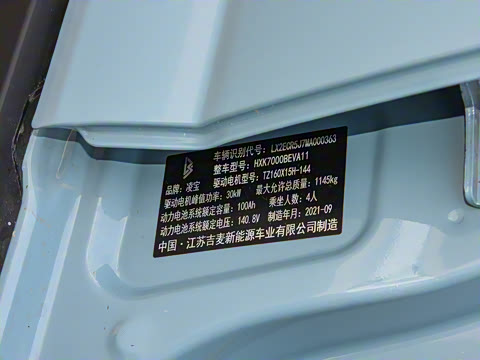 车辆识别代号: LX2ECR5J7MA000363
整车型号: HXK7000BEVA11
品牌: 凌宝 驱动电机型号: TZ160X15H-144
驱动电机峰值功率: 30kW 最大允许总质量: 1145kg
动力电池系统额定容量: 100Ah 乘坐人数: 4人
动力电池系统额定电压: 140.8V 制造年月: 2021-09
中国·江苏吉麦新能源车业有限公司制造